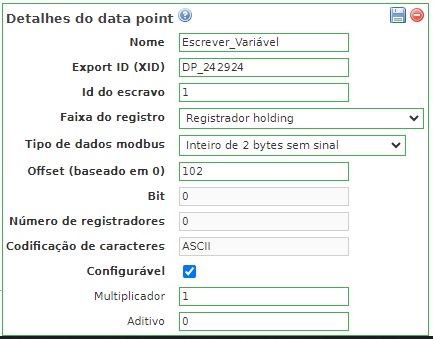 Detalhes do data point
Nome Escrever_Variável
Export ID (XID) DP_242924
Id do escravo 1
Faixa do registro Registrador holding
Tipo de dados modbus Inteiro de 2 bytes sem sinal
Offset (baseado em 0) 102
Bit 0
Número de registradores 0
Codificação de caracteres ASCII
Configurável
Multiplicador 1
Aditivo 0